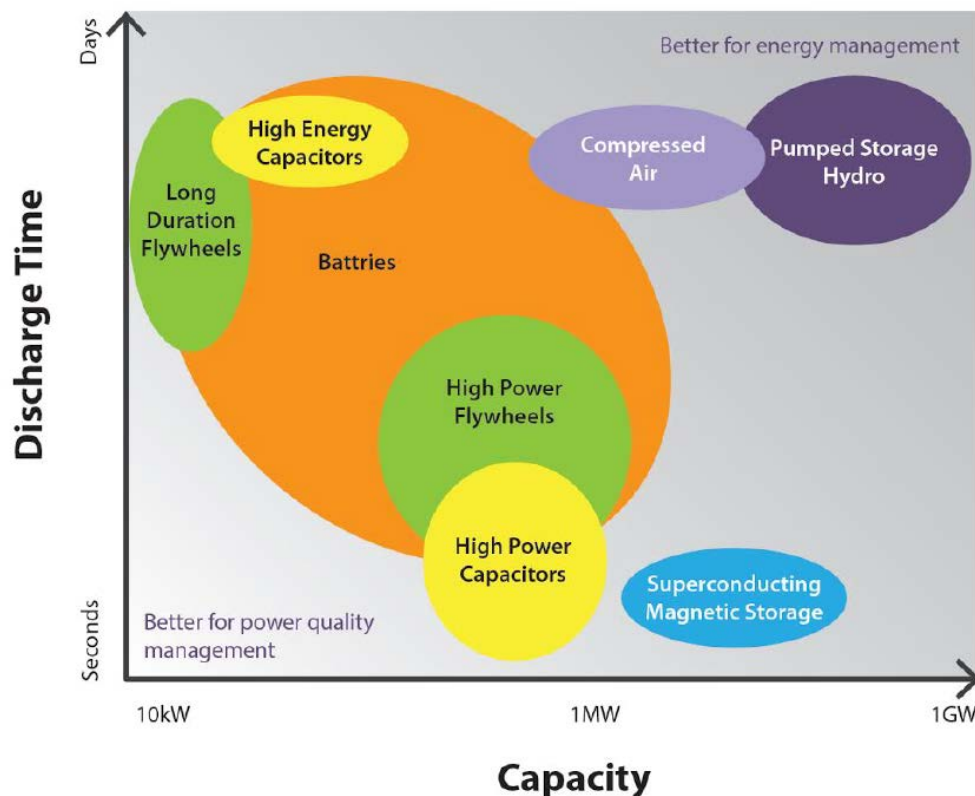 Days
Better for energy management
High Energy
Capacitors
Compressed
Air
Pumped Storage
Hydro
Long
Duration
Flywheels
Battries
Discharge Time
High Power
Flywheels
High Power
Capacitors
Superconducting
Magnetic Storage
Better for power quality
management
Seconds
10kW
1MW
1GW
Capacity